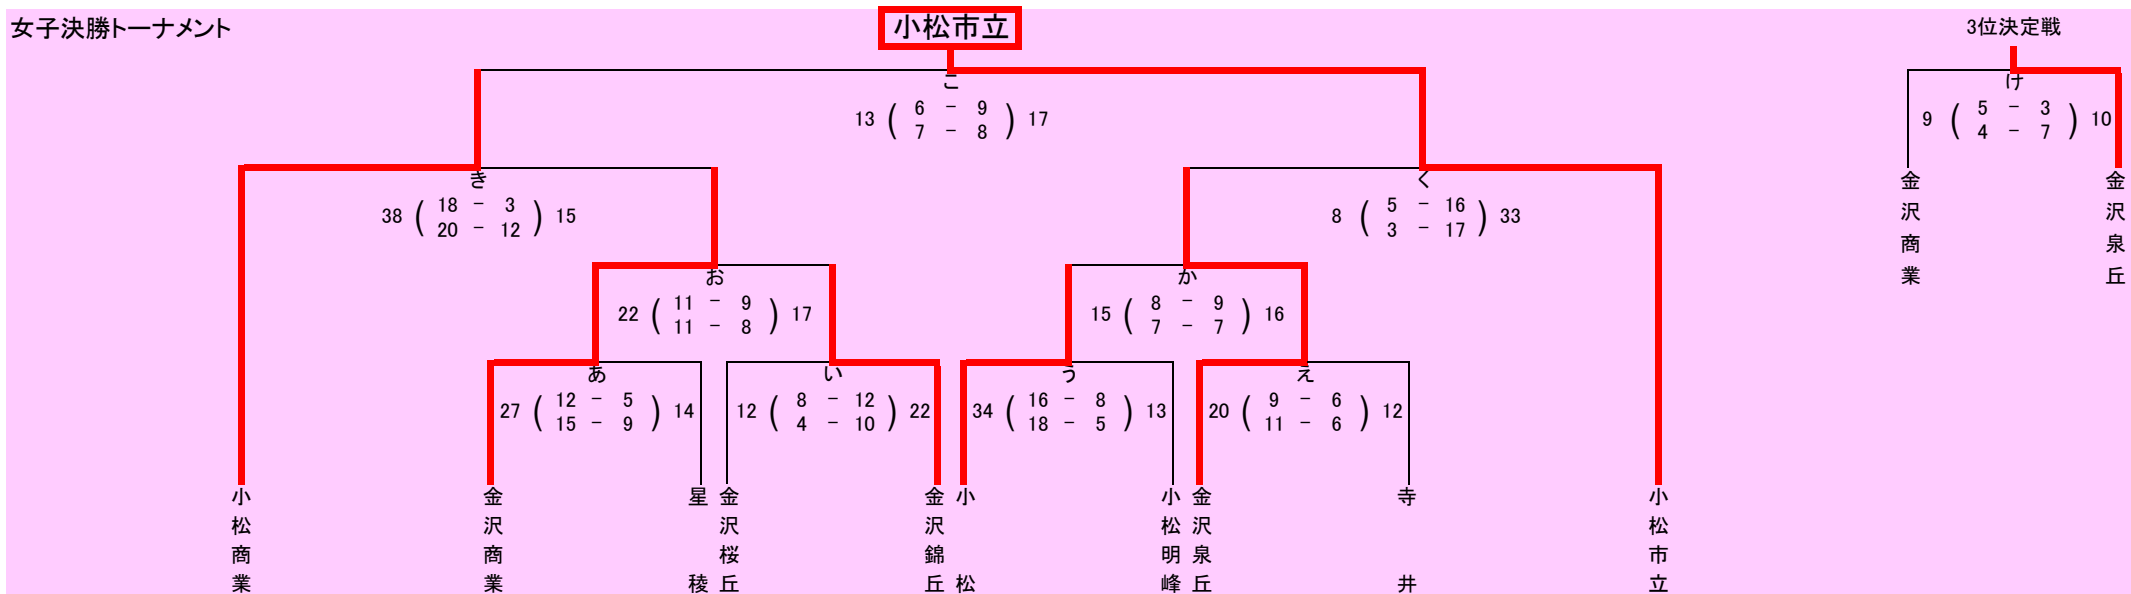 女子決勝トーナメント
小松市立
3位決定戦
こ
13 ( 6 - 9 ) 17
7 - 8
け
9 ( 5 - 3 ) 10
4 - 7
金沢商業
金沢泉丘
き
38 ( 18 - 3 ) 15
20 - 12
く
8 ( 5 - 16 ) 33
3 - 17
お
22 ( 11 - 9 ) 17
11 - 8
か
15 ( 8 - 9 ) 16
7 - 7
あ
27 ( 12 - 5 ) 14
15 - 9
い
12 ( 8 - 12 ) 22
4 - 10
う
34 ( 16 - 8 ) 13
18 - 5
え
20 ( 9 - 6 ) 12
11 - 6
小松商業
金沢商業
星稜
金沢桜丘
金沢錦丘
小松
小松明峰
金沢泉丘
寺井
小松市立